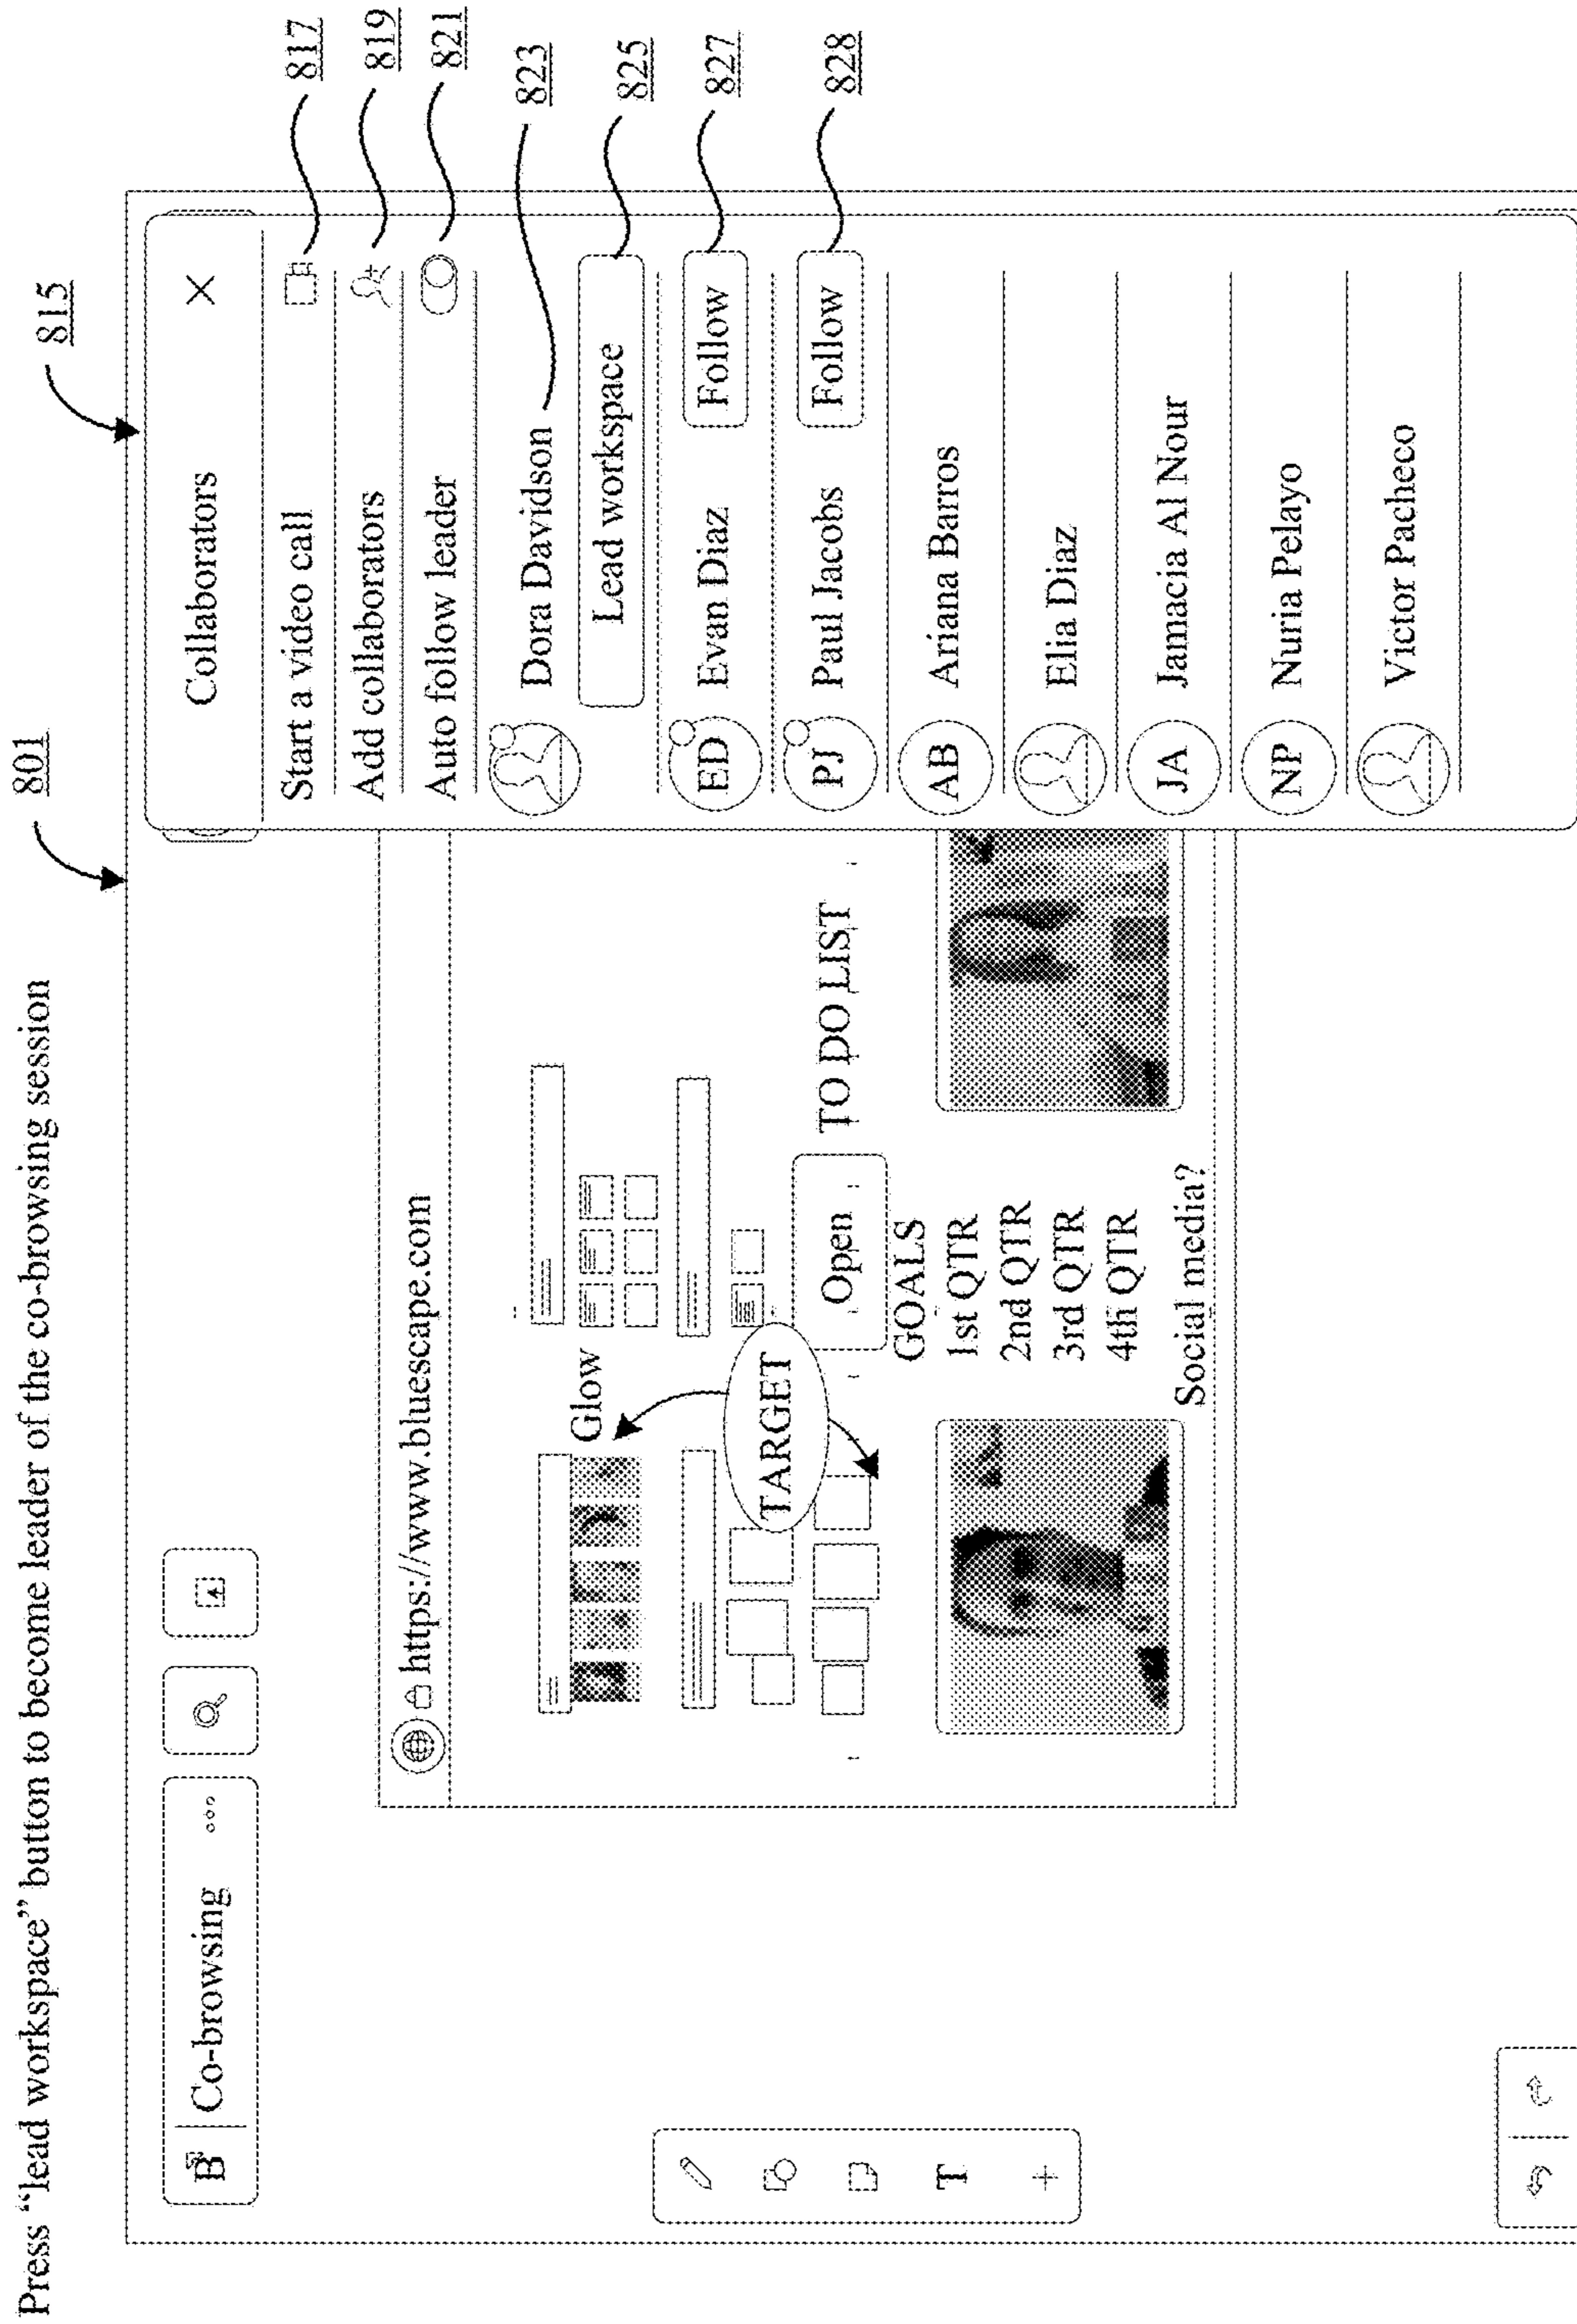 Press “lead workspace” button to become leader of the co-browsing session
801
815
B Co-browsing
https://www.bluescape.com
Glow
TARGET
Open
TO DO LIST
GOALS
1st QTR
2nd QTR
3rd QTR
4th QTR
Social media?
T
Collaborators
Start a video call
817
Add collaborators
819
Auto follow leader
821
Dora Davidson
823
Lead workspace
825
ED Evan Diaz Follow
827
PJ Paul Jacobs Follow
828
AB Ariana Barros
Elia Diaz
JA Jamacia Al Nour
NP Nuria Pelayo
Victor Pacheco